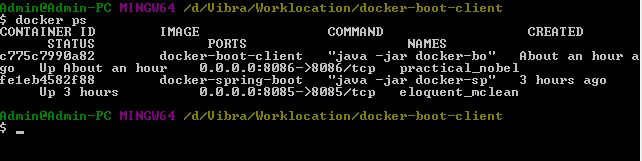 Admin@Admin-PC MINGW64 /d/Vibra/Worklocation/docker-boot-client
$ docker ps
CONTAINER ID        IMAGE                COMMAND                  CREATED
       STATUS              PORTS                    NAMES
c775c7990a82        docker-boot-client   "java -jar docker-bo"   About an hour a
go   Up About an hour    0.0.0.0:8086->8086/tcp   practical_nobel
fe1eb4582f88        docker-spring-boot   "java -jar docker-sp"   3 hours ago
     Up 3 hours          0.0.0.0:8085->8085/tcp   eloquent_mclean
Admin@Admin-PC MINGW64 /d/Vibra/Worklocation/docker-boot-client
$